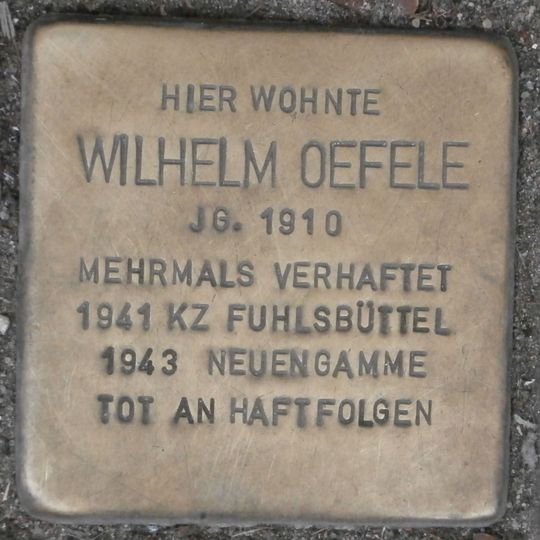 HIER WOHNTE
WILHELM OEFELE
JG. 1910
MEHRMALS VERHAFTET
1941 KZ FUHLSBÜTTEL
1943 NEUENGAMME
TOT AN HAFTFOLGEN